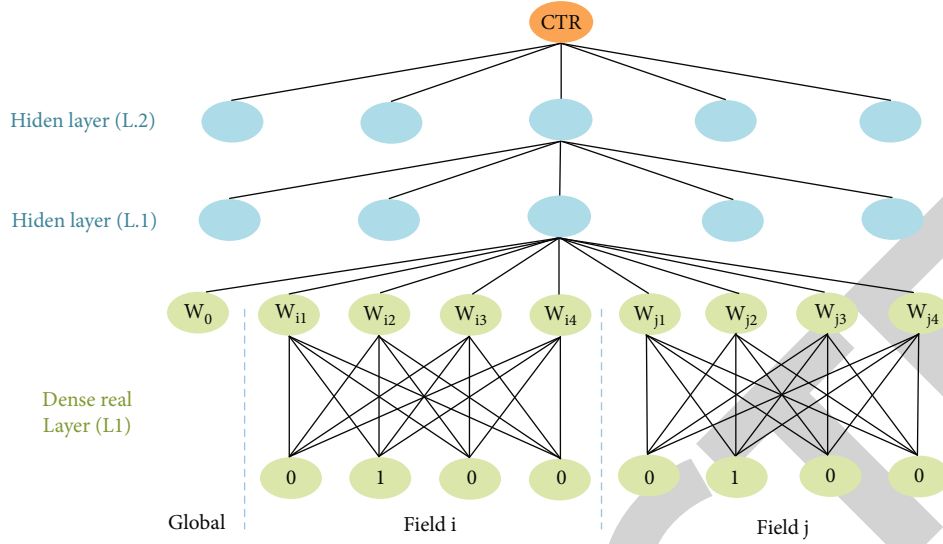 CTR
Hiden layer (L.2)
Hiden layer (L.1)
W0 Wi1 Wi2 Wi3 Wi4 Wj1 Wj2 Wj3 Wj4
Dense real
Layer (L1)
0 1 0 0 0 1 0 0
Global Field i Field j